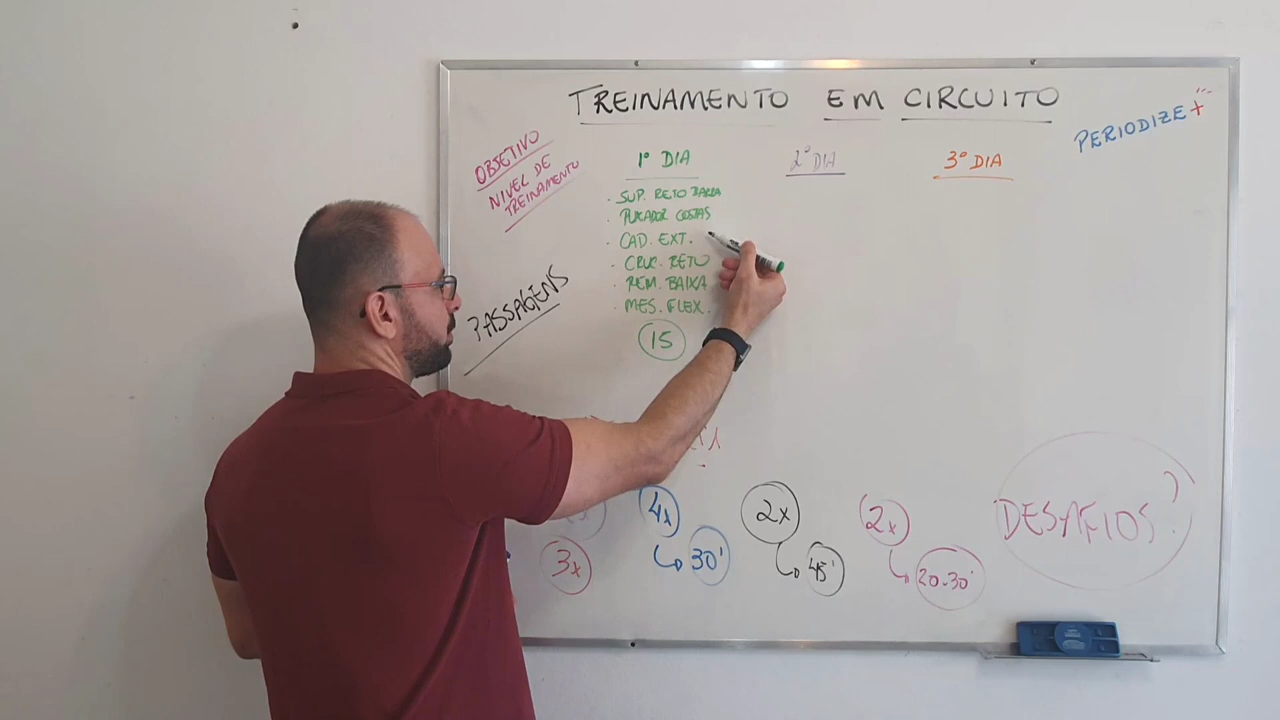 TREINAMENTO EM CIRCUITO
PERIODIZE+
OBJETIVO
NIVEL DE
TREINAMENTO
PASSAGENS
1º DIA
· SUP. RETO BARRA
· PUXADOR COSTAS
· CAD. EXT.
· CRUC. RETO
· REM. BAIXA
· MES. FLEX.
15
2º DIA
3º DIA
3x
4x
30'
2x
45'
2x
20-30'
DESAFIOS?